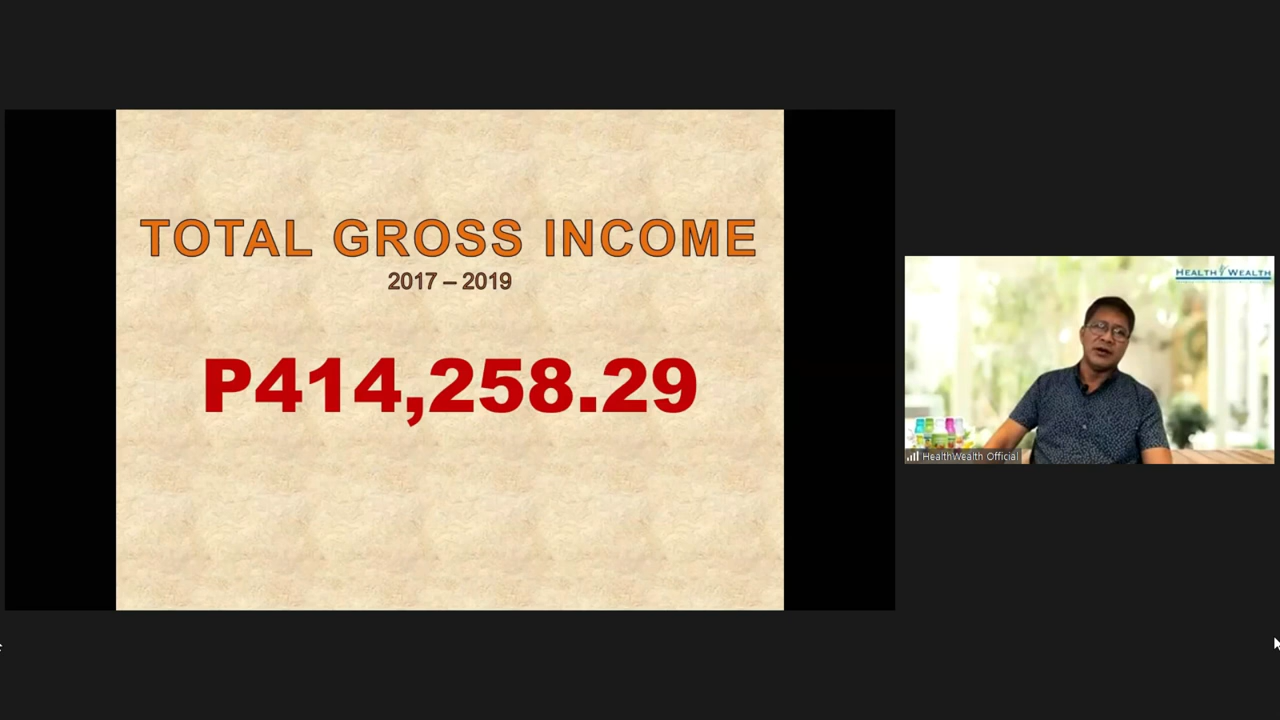 TOTAL GROSS INCOME
2017 – 2019
P414,258.29
HEALTH WEALTH
HealthWealth Official